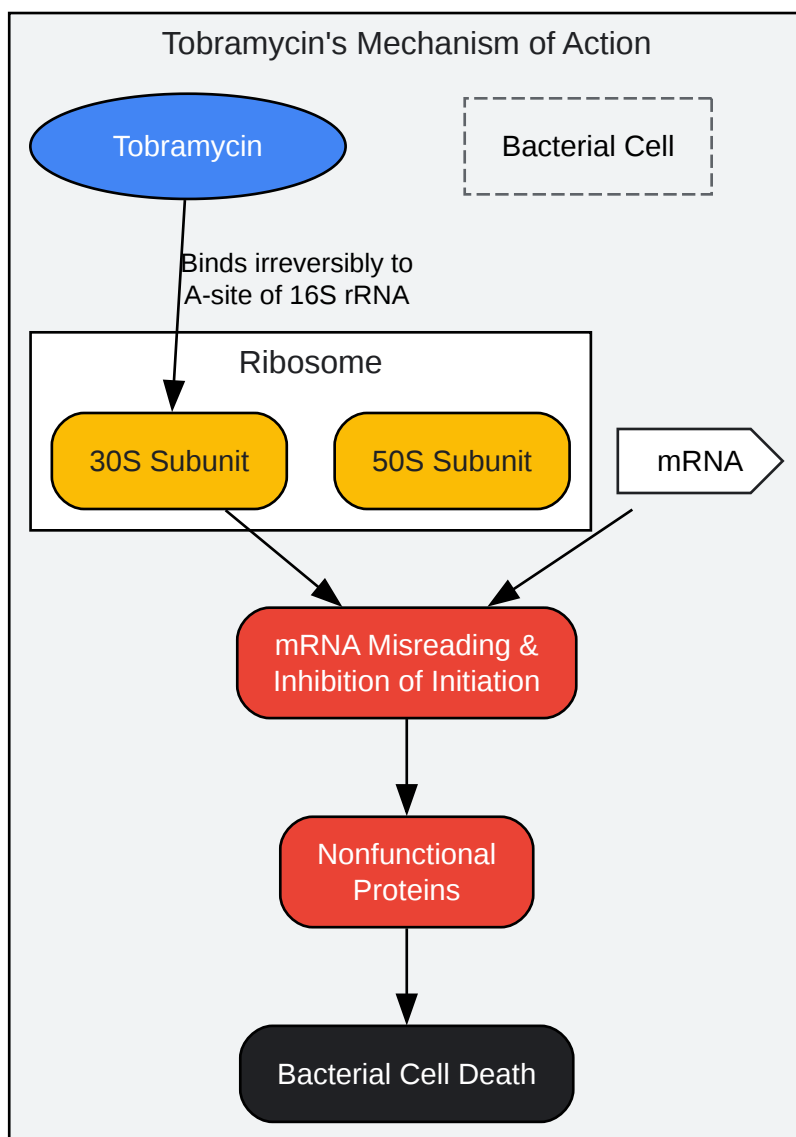 Tobramycin's Mechanism of Action
Tobramycin
Bacterial Cell
Binds irreversibly to
A-site of 16S rRNA
Ribosome
30S Subunit
50S Subunit
mRNA
mRNA Misreading &
Inhibition of Initiation
Nonfunctional
Proteins
Bacterial Cell Death